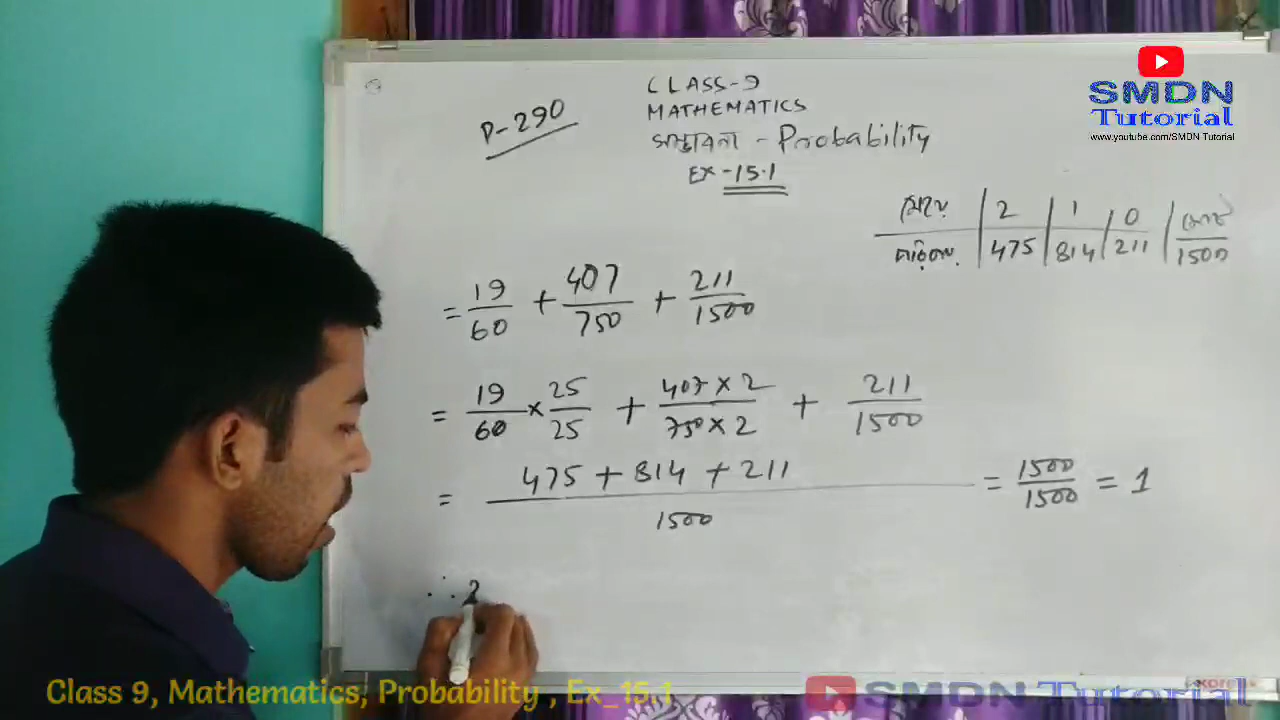 P-290
CLASS-9
MATHEMATICS
সম্ভাবনা - Probability
EX-15.1
SMDN
Tutorial
www.youtube.com/SMDN Tutorial
2 | 1 | 0
475 | 814 | 211 | 1500
= 19/60 + 407/750 + 211/1500
= 19/60 × 25/25 + 407×2/750×2 + 211/1500
= 475+814+211/1500 = 1500/1500 = 1
∴
Class 9, Mathematics, Probability , Ex_15.1
SMDN Tutorial